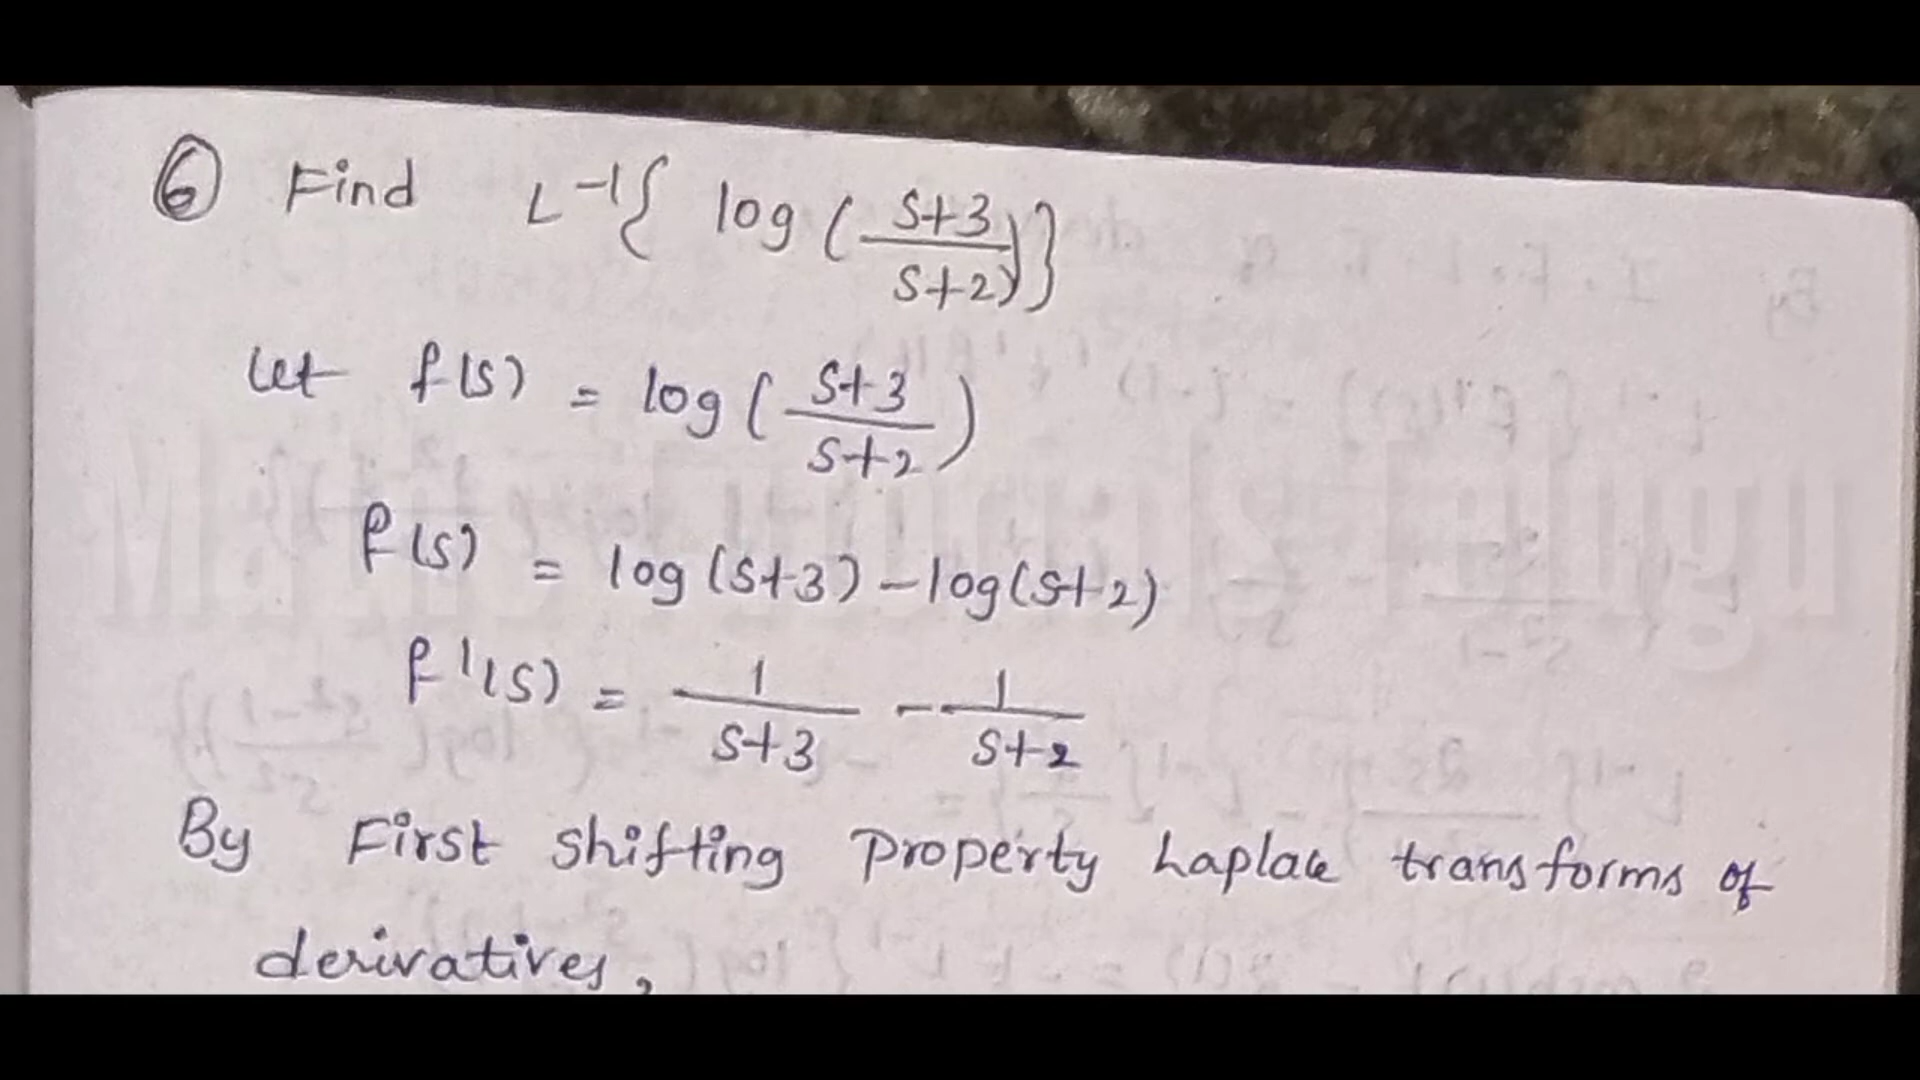 6 Find L⁻¹{ log ( (s+3)/(s+2) ) }
Let f(s) = log ( (s+3)/(s+2) )
f(s) = log (s+3) - log (s+2)
f'(s) = 1/(s+3) - 1/(s+2)
By First shifting property Laplace transforms of
derivatives,